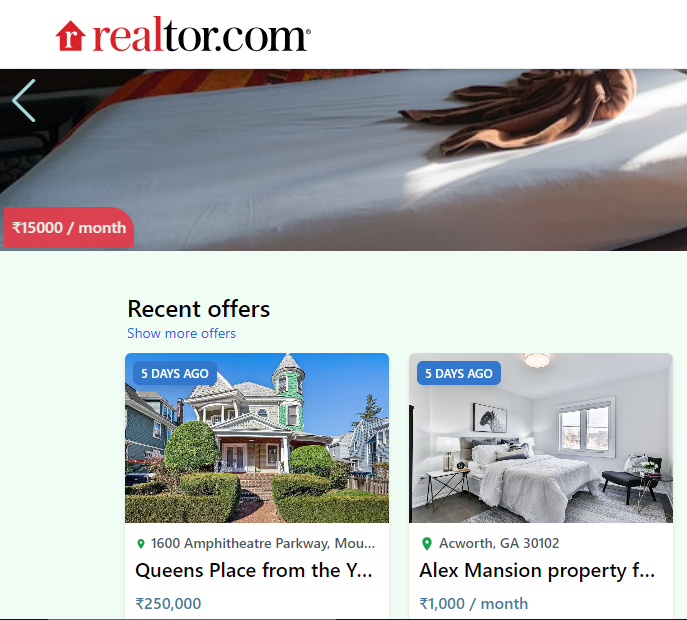 realtor.com®
₹15000 / month
Recent offers
Show more offers
5 DAYS AGO
5 DAYS AGO
1600 Amphitheatre Parkway, Mou...
Acworth, GA 30102
Queens Place from the Y...
Alex Mansion property f...
₹250,000
₹1,000 / month